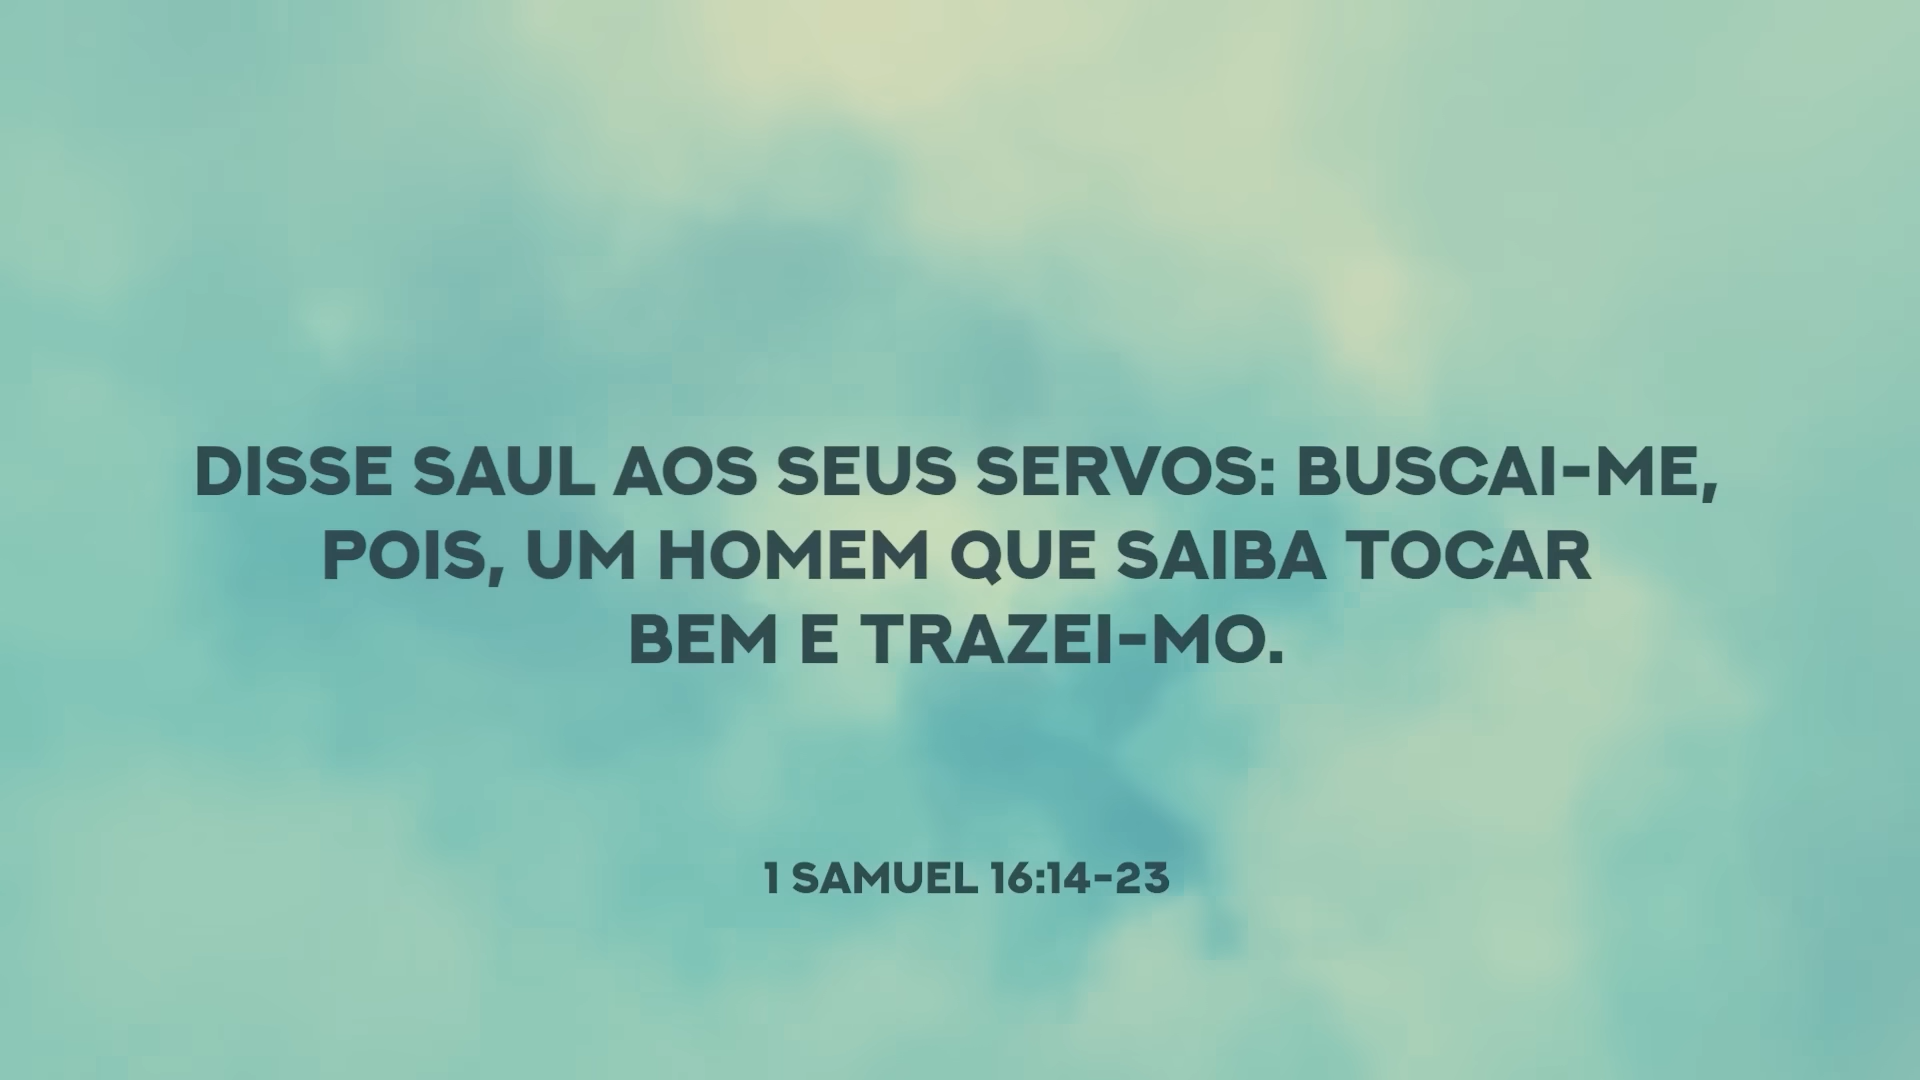 DISSE SAUL AOS SEUS SERVOS: BUSCAI-ME,
POIS, UM HOMEM QUE SAIBA TOCAR
BEM E TRAZEI-MO.
1 SAMUEL 16:14-23